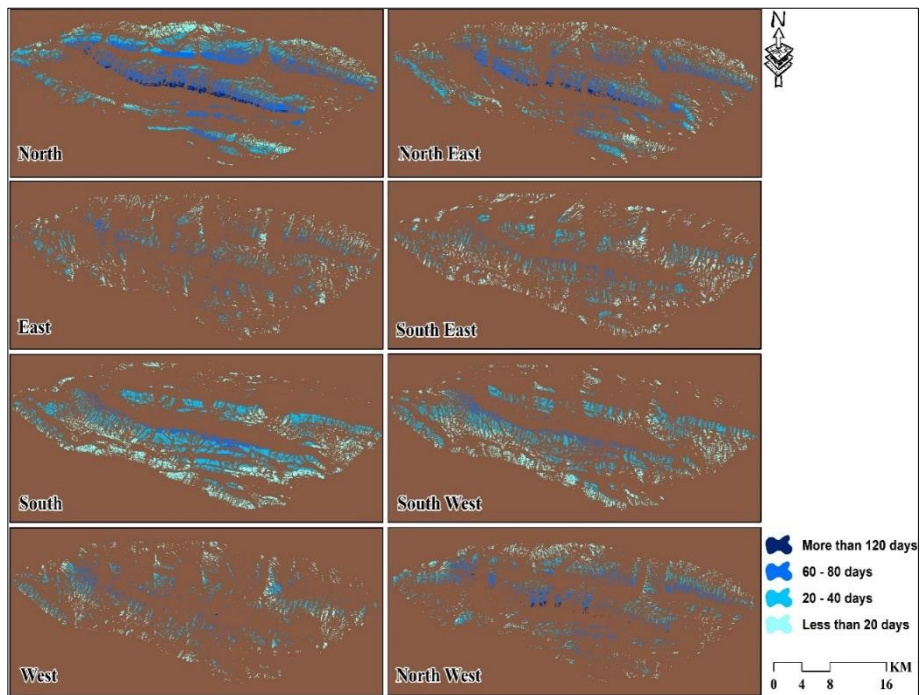 N
North
North East
East
South East
South
South West
West
North West
More than 120 days
60 - 80 days
20 - 40 days
Less than 20 days
KM
0 4 8 16